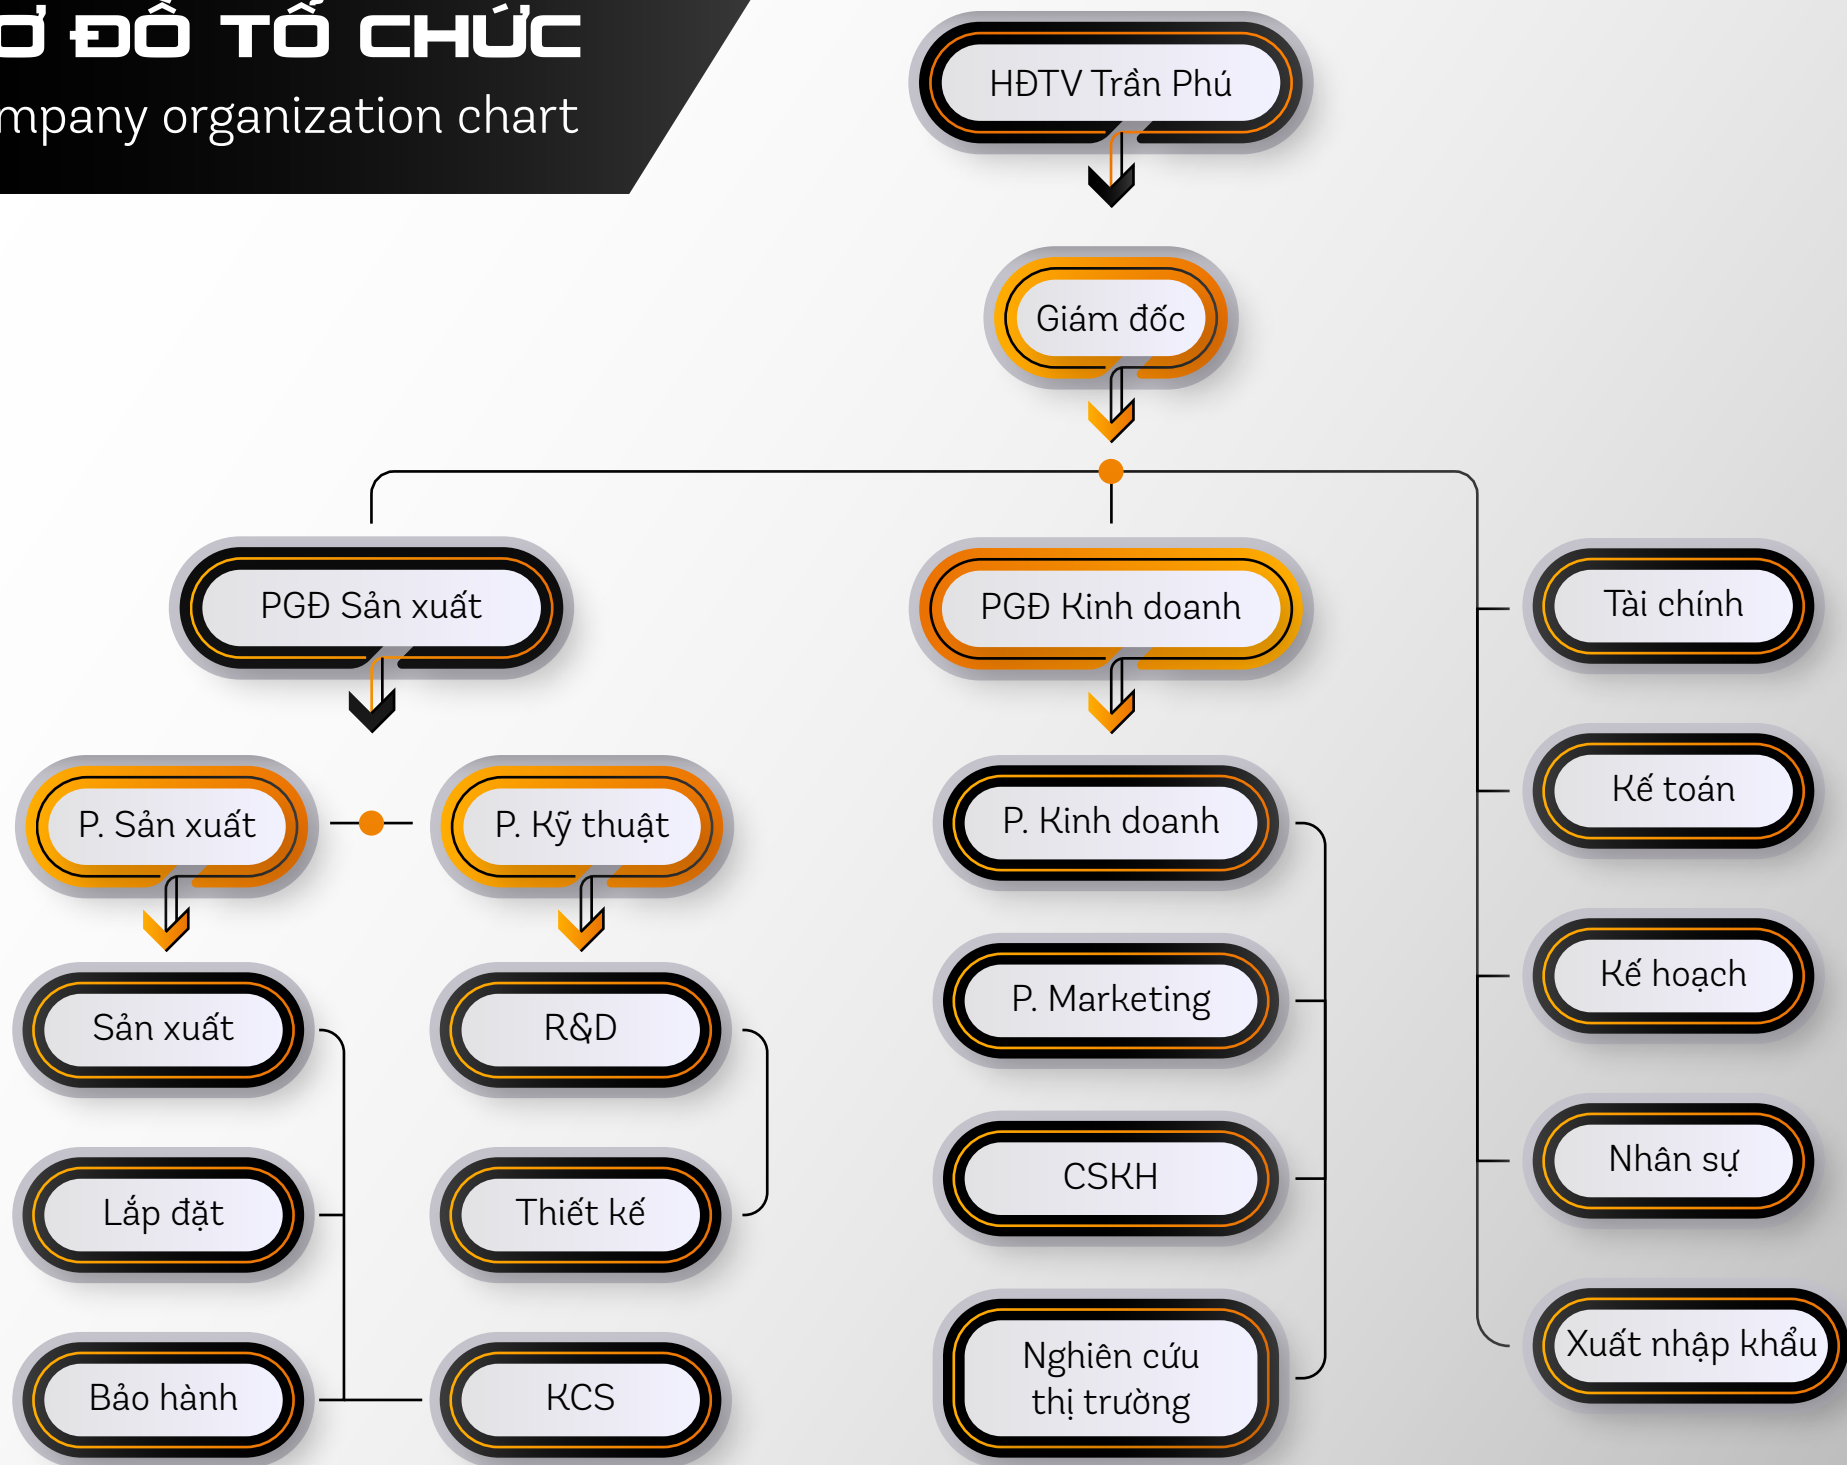 Ơ ĐỒ TỔ CHỨC
mpany organization chart
HĐTV Trần Phú
Giám đốc
PGĐ Sản xuất
PGĐ Kinh doanh
Tài chính
Kế toán
Kế hoạch
Nhân sự
Xuất nhập khẩu
P. Sản xuất
P. Kỹ thuật
P. Kinh doanh
P. Marketing
CSKH
Nghiên cứu
thị trường
Sản xuất
R&D
Lắp đặt
Thiết kế
Bảo hành
KCS